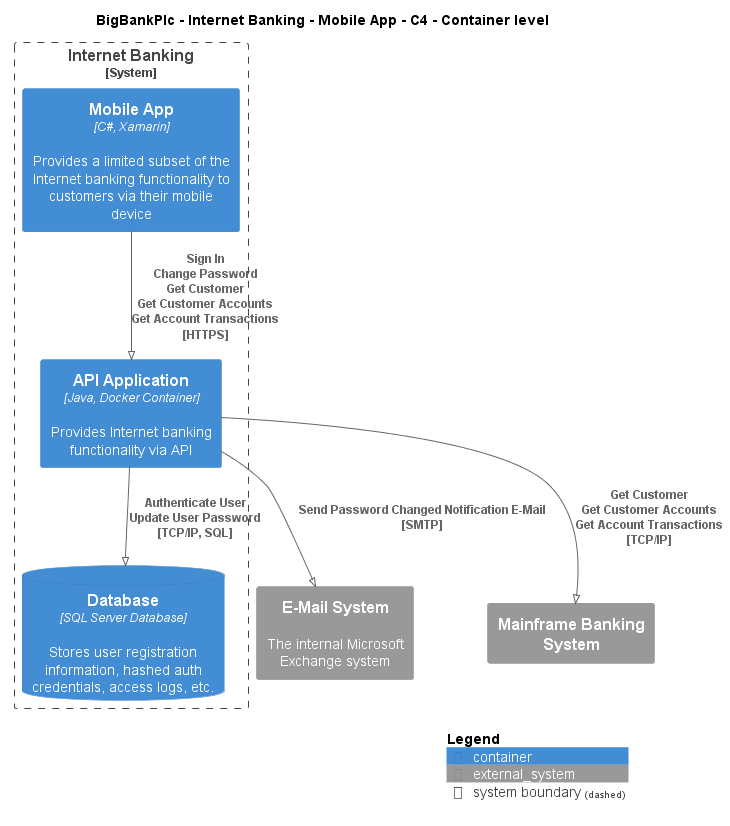 BigBankPlc - Internet Banking - Mobile App - C4 - Container level
Internet Banking
[System]
Mobile App
[C#, Xamarin]
Provides a limited subset of the
Internet banking functionality to
customers via their mobile
device
Sign In
Change Password
Get Customer
Get Customer Accounts
Get Account Transactions
[HTTPS]
API Application
[Java, Docker Container]
Provides Internet banking
functionality via API
Authenticate User
Update User Password
[TCP/IP, SQL]
Send Password Changed Notification E-Mail
[SMTP]
Get Customer
Get Customer Accounts
Get Account Transactions
[TCP/IP]
Database
[SQL Server Database]
Stores user registration
information, hashed auth
credentials, access logs, etc.
E-Mail System
The internal Microsoft
Exchange system
Mainframe Banking
System
Legend
container
external_system
system boundary (dashed)